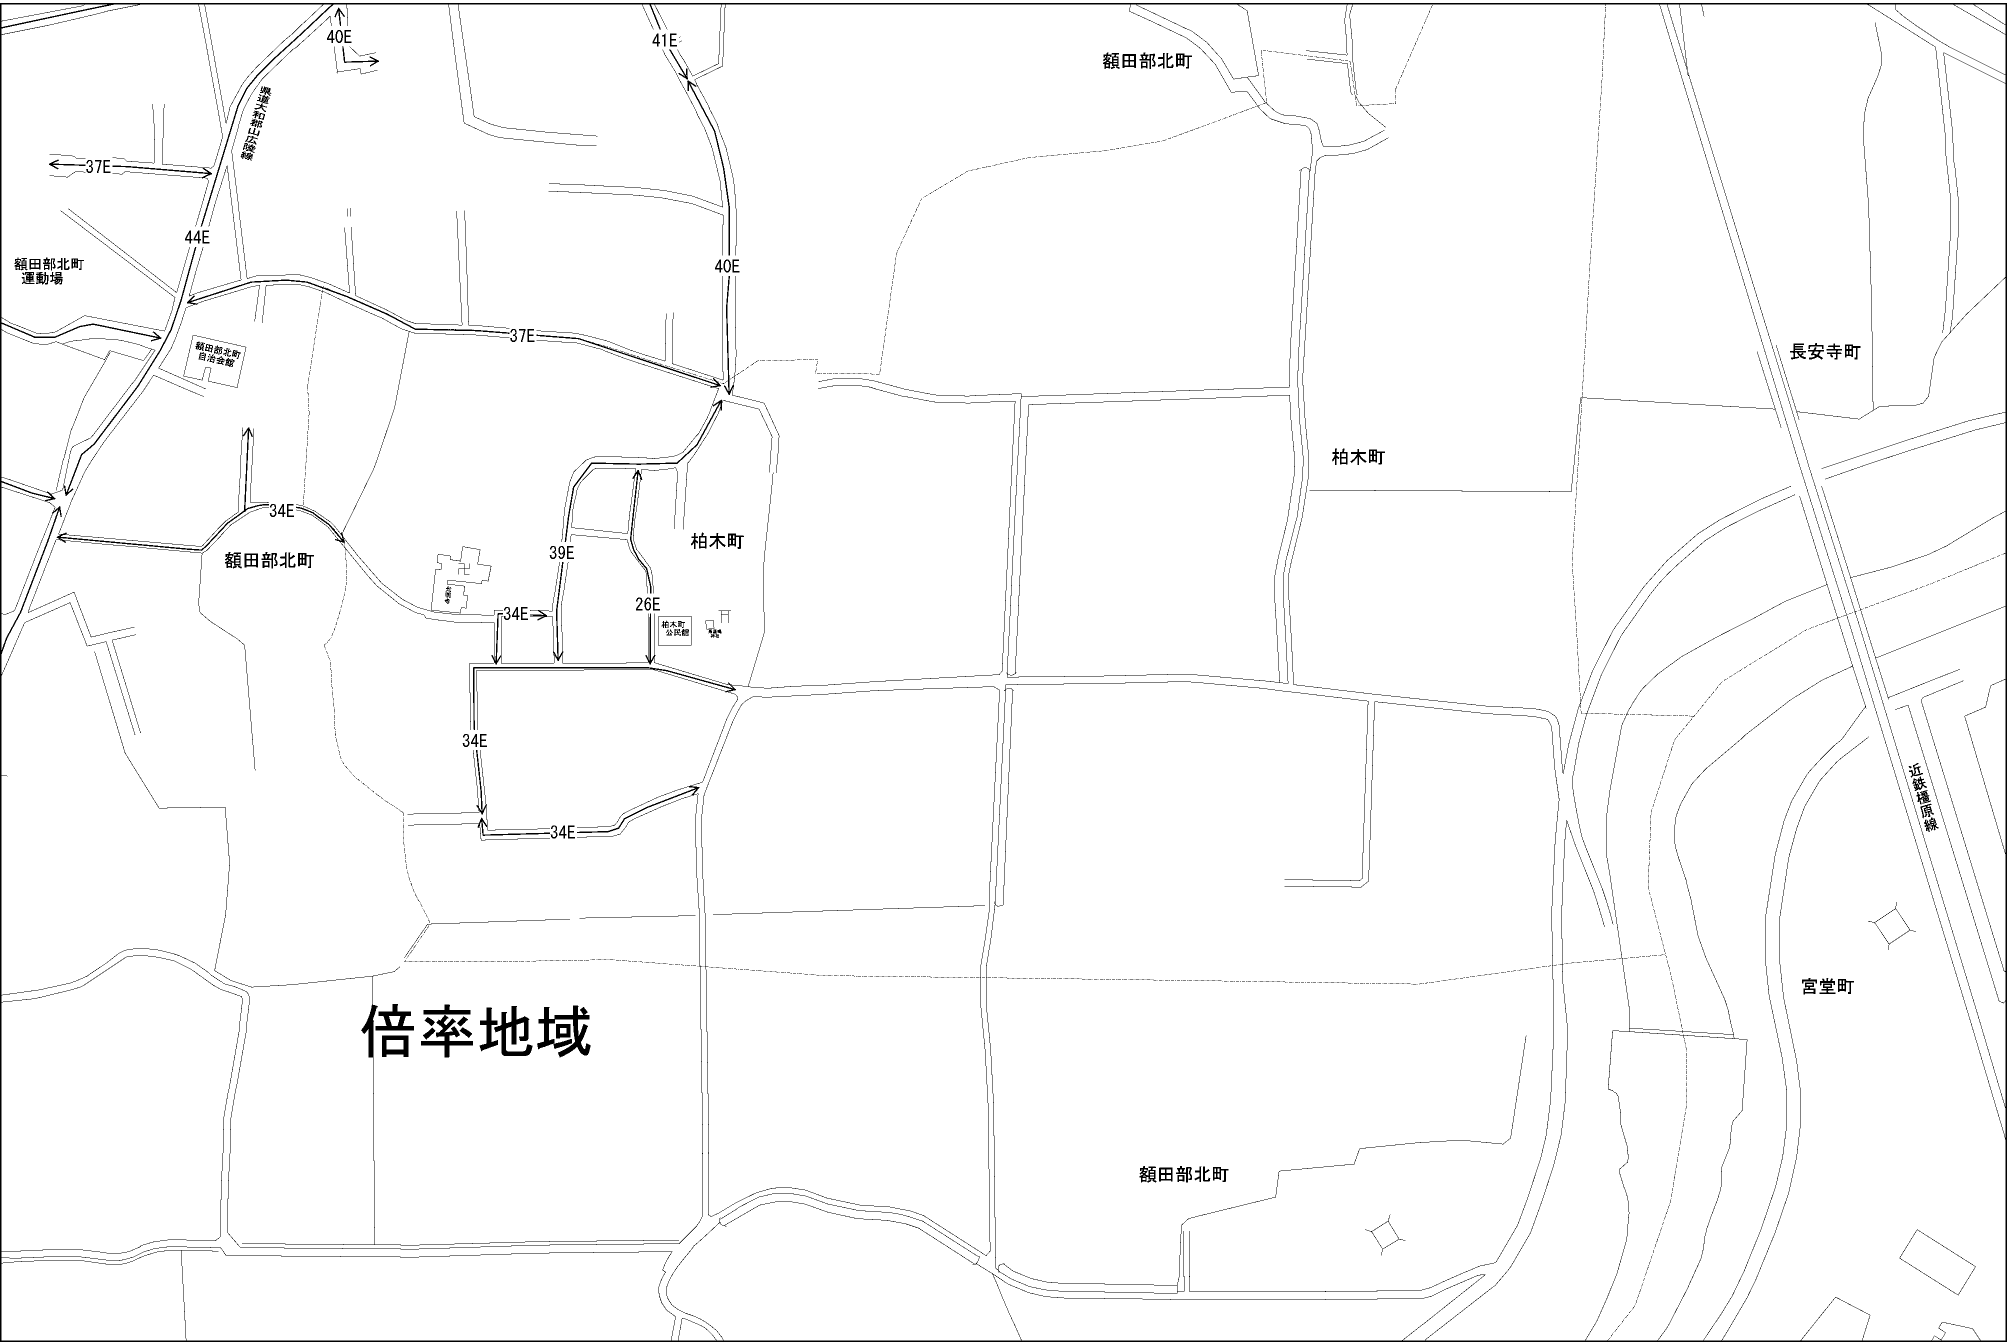 40E
41E
額田部北町
県道大和郡山広陵線
37E
44E
額田部北町
運動場
40E
37E
額田部北町
自治会館
長安寺町
柏木町
34E
額田部北町
39E
柏木町
26E
34E
柏木町
公民館
34E
34E
近鉄橿原線
宮堂町
倍率地域
額田部北町